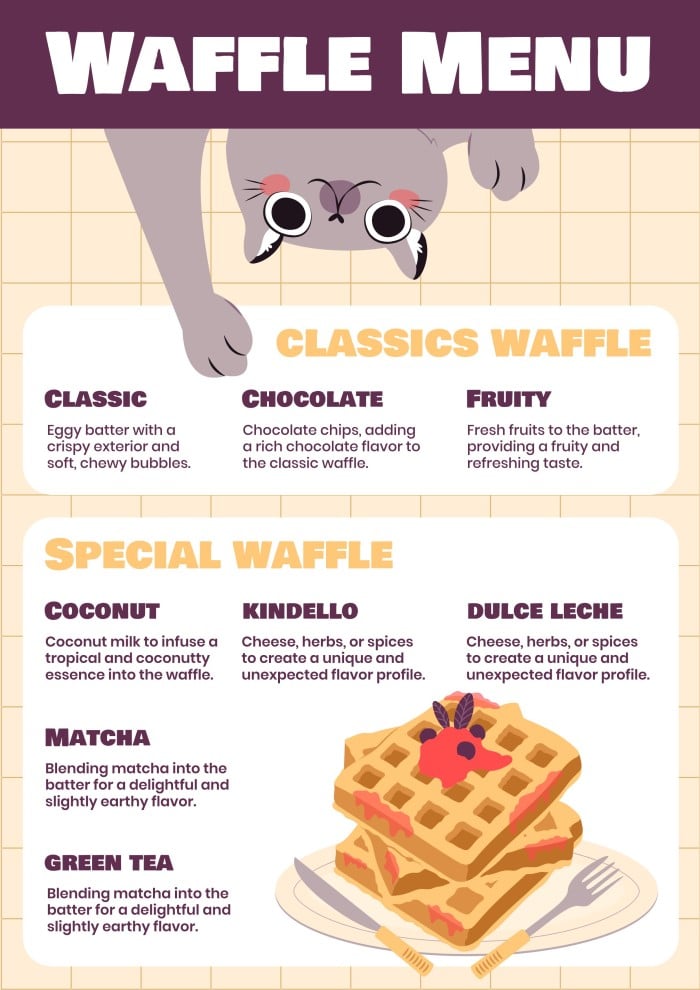 Waffle Menu
CLASSICS WAFFLE
Classic
Eggy batter with a
crispy exterior and
soft, chewy bubbles.
Chocolate
Chocolate chips, adding
a rich chocolate flavor to
the classic waffle.
Fruity
Fresh fruits to the batter,
providing a fruity and
refreshing taste.
Special waffle
Coconut
Coconut milk to infuse a
tropical and coconutty
essence into the waffle.
kindello
Cheese, herbs, or spices
to create a unique and
unexpected flavor profile.
dulce leche
Cheese, herbs, or spices
to create a unique and
unexpected flavor profile.
Matcha
Blending matcha into the
batter for a delightful and
slightly earthy flavor.
green tea
Blending matcha into the
batter for a delightful and
slightly earthy flavor.